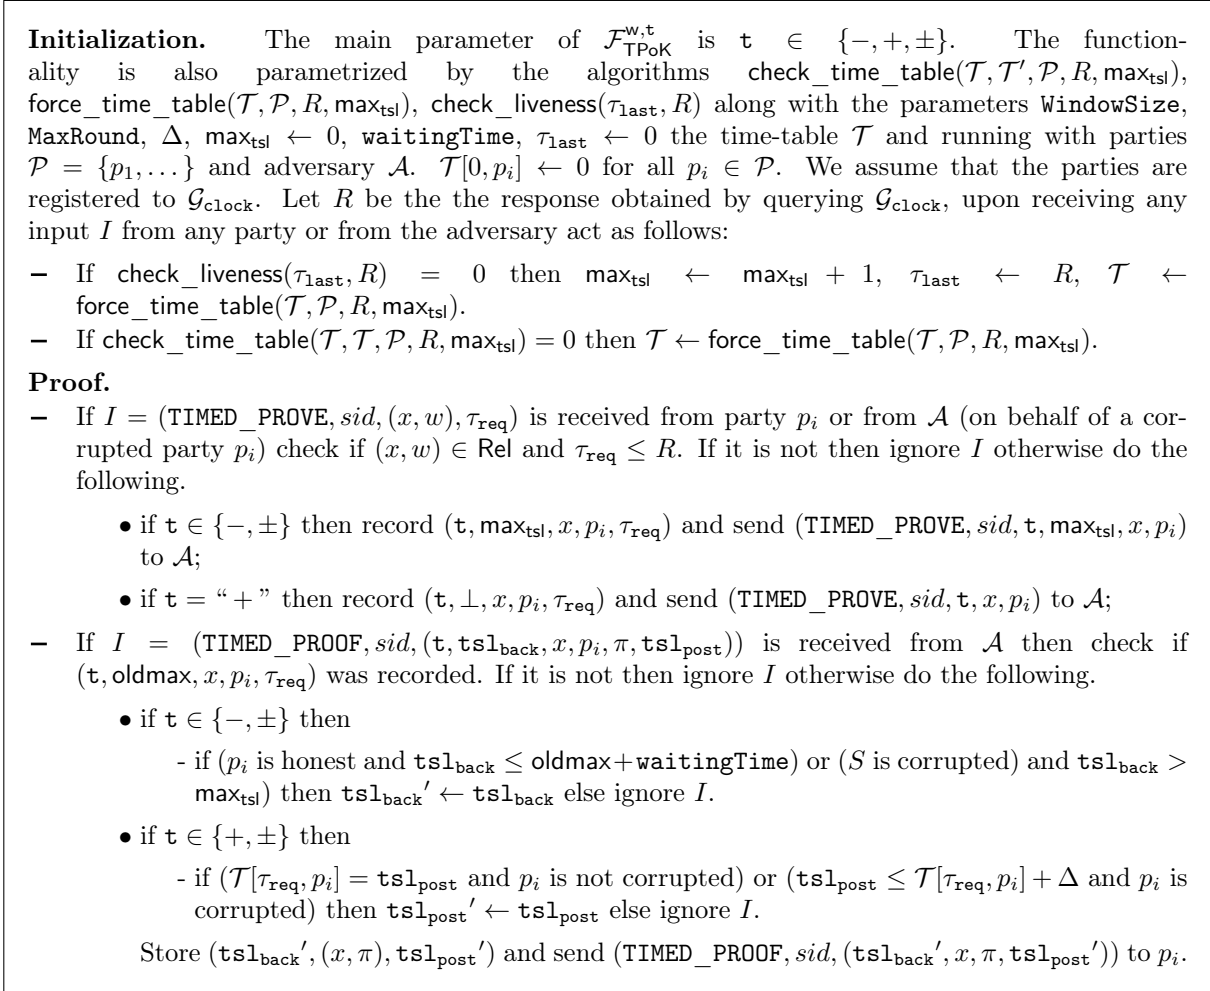 Initialization. The main parameter of $\mathcal{F}_{\mathsf{TPoK}}^{\mathsf{w,t}}$ is t ∈ {−, +, ±}. The function-
ality is also parametrized by the algorithms check_time_table(𝒯, 𝒯′, 𝒫, R, max_tsl),
force_time_table(𝒯, 𝒫, R, max_tsl), check_liveness(τ_last, R) along with the parameters WindowSize,
MaxRound, Δ, max_tsl ← 0, waitingTime, τ_last ← 0 the time-table 𝒯 and running with parties
𝒫 = {p_1, . . . } and adversary 𝒜. 𝒯[0, p_i] ← 0 for all p_i ∈ 𝒫. We assume that the parties are
registered to 𝒢_clock. Let R be the the response obtained by querying 𝒢_clock, upon receiving any
input I from any party or from the adversary act as follows:
– If check_liveness(τ_last, R) = 0 then max_tsl ← max_tsl + 1, τ_last ← R, 𝒯 ←
force_time_table(𝒯, 𝒫, R, max_tsl).
– If check_time_table(𝒯, 𝒯, 𝒫, R, max_tsl) = 0 then 𝒯 ← force_time_table(𝒯, 𝒫, R, max_tsl).
Proof.
– If I = (TIMED_PROVE, sid, (x, w), τ_req) is received from party p_i or from 𝒜 (on behalf of a cor-
rupted party p_i) check if (x, w) ∈ Rel and τ_req ≤ R. If it is not then ignore I otherwise do the
following.
• if t ∈ {−, ±} then record (t, max_tsl, x, p_i, τ_req) and send (TIMED_PROVE, sid, t, max_tsl, x, p_i)
to 𝒜;
• if t = “ + ” then record (t, ⊥, x, p_i, τ_req) and send (TIMED_PROVE, sid, t, x, p_i) to 𝒜;
– If I = (TIMED_PROOF, sid, (t, tsl_back, x, p_i, π, tsl_post)) is received from 𝒜 then check if
(t, oldmax, x, p_i, τ_req) was recorded. If it is not then ignore I otherwise do the following.
• if t ∈ {−, ±} then
- if (p_i is honest and tsl_back ≤ oldmax+waitingTime) or (S is corrupted) and tsl_back >
max_tsl) then tsl_back′ ← tsl_back else ignore I.
• if t ∈ {+, ±} then
- if (𝒯[τ_req, p_i] = tsl_post and p_i is not corrupted) or (tsl_post ≤ 𝒯[τ_req, p_i] + Δ and p_i is
corrupted) then tsl_post′ ← tsl_post else ignore I.
Store (tsl_back′, (x, π), tsl_post′) and send (TIMED_PROOF, sid, (tsl_back′, x, π, tsl_post′)) to p_i.